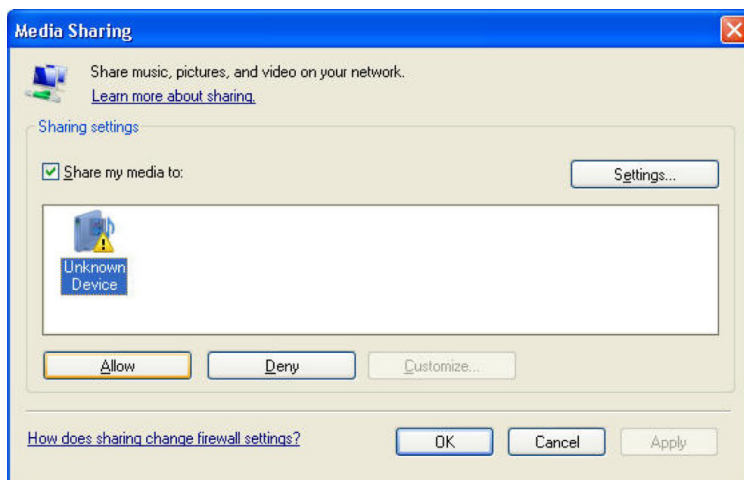 Media Sharing
Share music, pictures, and video on your network.
Learn more about sharing.
Sharing settings
Share my media to:
Settings...
Unknown
Device
Allow Deny Customize...
How does sharing change firewall settings?
OK Cancel Apply